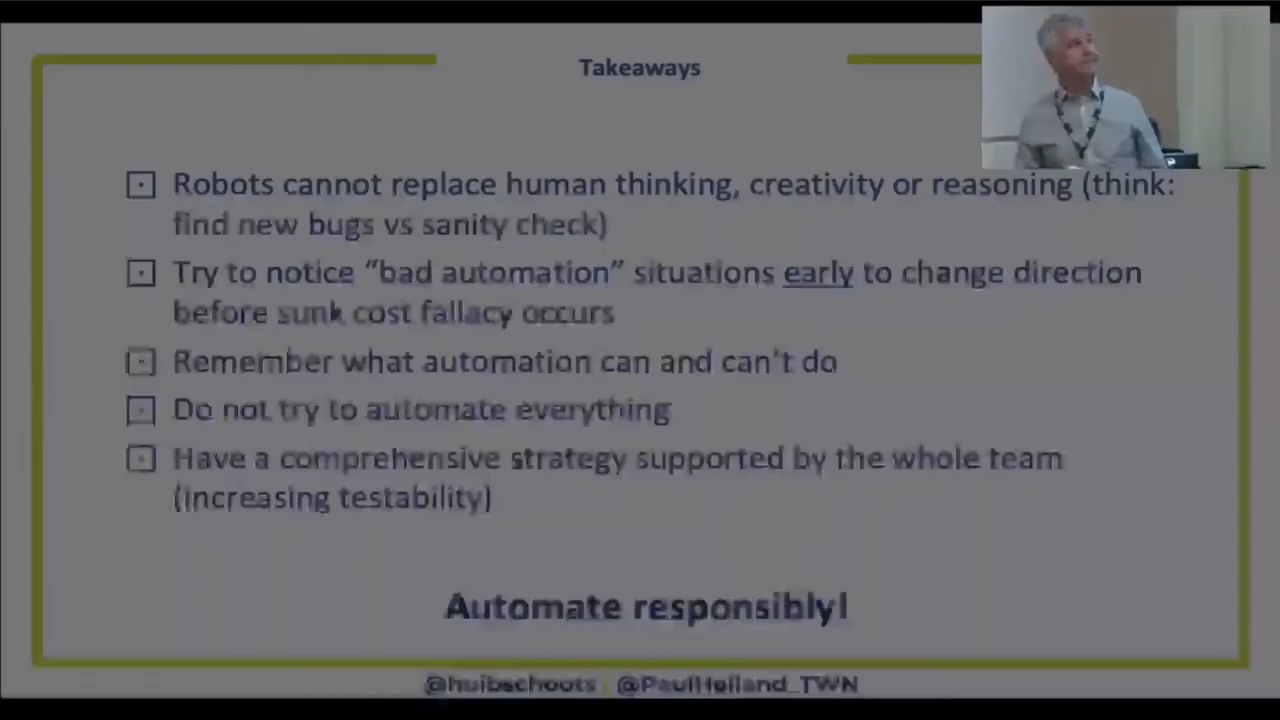 Takeaways
Robots cannot replace human thinking, creativity or reasoning (think:
find new bugs vs sanity check)
Try to notice “bad automation” situations early to change direction
before sunk cost fallacy occurs
Remember what automation can and can’t do
Do not try to automate everything
Have a comprehensive strategy supported by the whole team
(increasing testability)
Automate responsibly!
@huibschoots | @PaulHolland_TWN